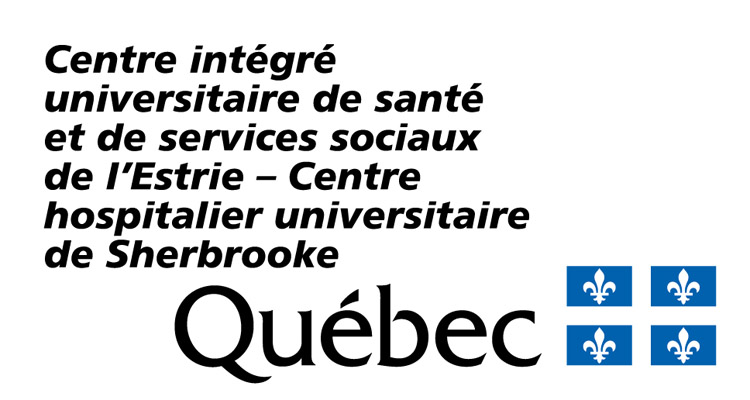 Centre intégré
universitaire de santé
et de services sociaux
de l’Estrie – Centre
hospitalier universitaire
de Sherbrooke
Québec